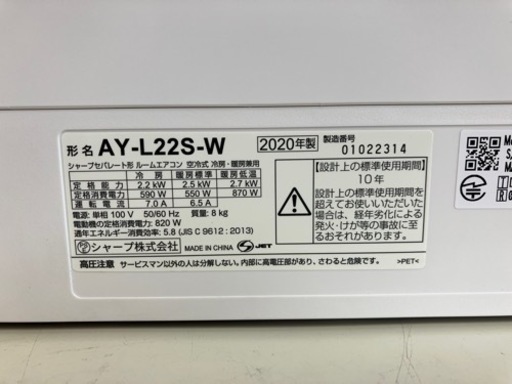 形名 AY-L22S-W 2020年製 製造番号 01022314
シャープセパレート形 ルームエアコン 空冷式 冷房・暖房兼用
冷房 暖房標準 暖房低温
定格能力 2.2 kW 2.5 kW 2.7 kW
定格消費電力 590 W 550 W 870 W
運転電流 7.0 A 6.5 A
電源: 単相 100 V 50/60 Hz 質量: 8 kg
電動機の定格消費電力: 820 W
通年エネルギー消費効率: 5.8 (JIS C 9612 : 2013)
シャープ株式会社 MADE IN CHINA S JET
高圧注意 サービスマン以外の人は分解しないで下さい。内部に高電圧部があり、さわると危険です。
【設計上の標準使用期間】
10年
設計上の標準使用期間を
超えてお使いいただいた
場合は、経年劣化による
発火・けが等の事故に至
るおそれがあります。
>PET<